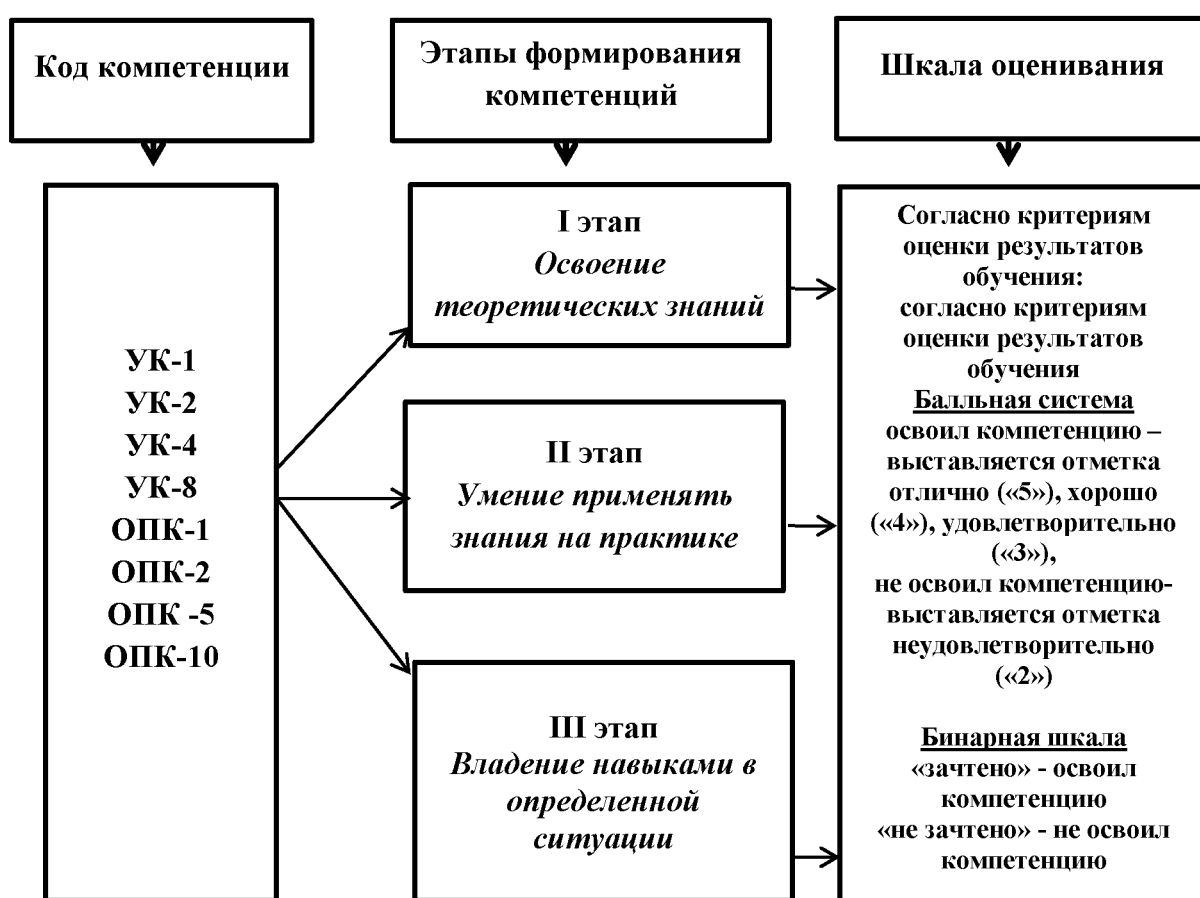 Код компетенции
Этапы формирования
компетенций
Шкала оценивания
УК-1
УК-2
УК-4
УК-8
ОПК-1
ОПК-2
ОПК -5
ОПК-10
I этап
Освоение
теоретических знаний
II этап
Умение применять
знания на практике
III этап
Владение навыками в
определенной
ситуации
Согласно критериям
оценки результатов
обучения:
согласно критериям
оценки результатов
обучения
Балльная система
освоил компетенцию –
выставляется отметка
отлично («5»), хорошо
(«4»), удовлетворительно
(«3»),
не освоил компетенцию-
выставляется отметка
неудовлетворительно
(«2»)
Бинарная шкала
«зачтено» - освоил
компетенцию
«не зачтено» - не освоил
компетенцию